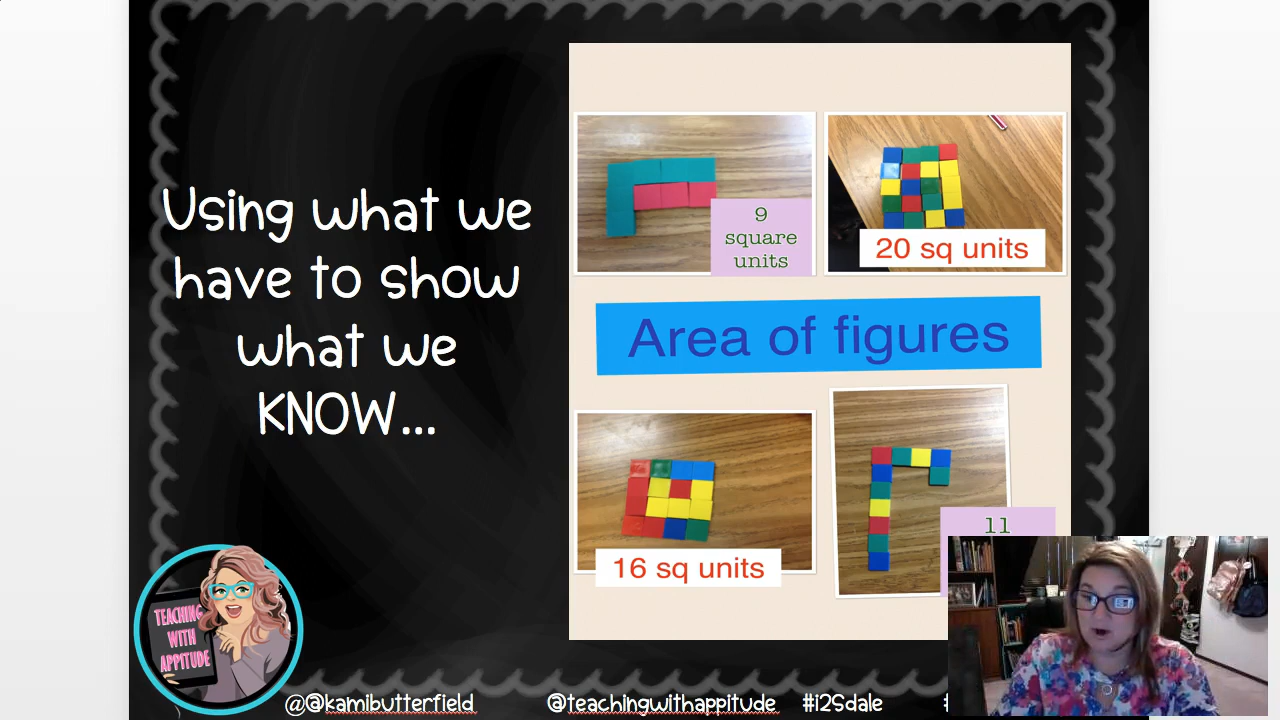 Using what we
have to show
what we
KNOW...
9
square
units
20 sq units
Area of figures
16 sq units
11
TEACHING
WITH
APPITUDE
@@kamibutterfield
@teachingwithappitude
#i2Sdale
#